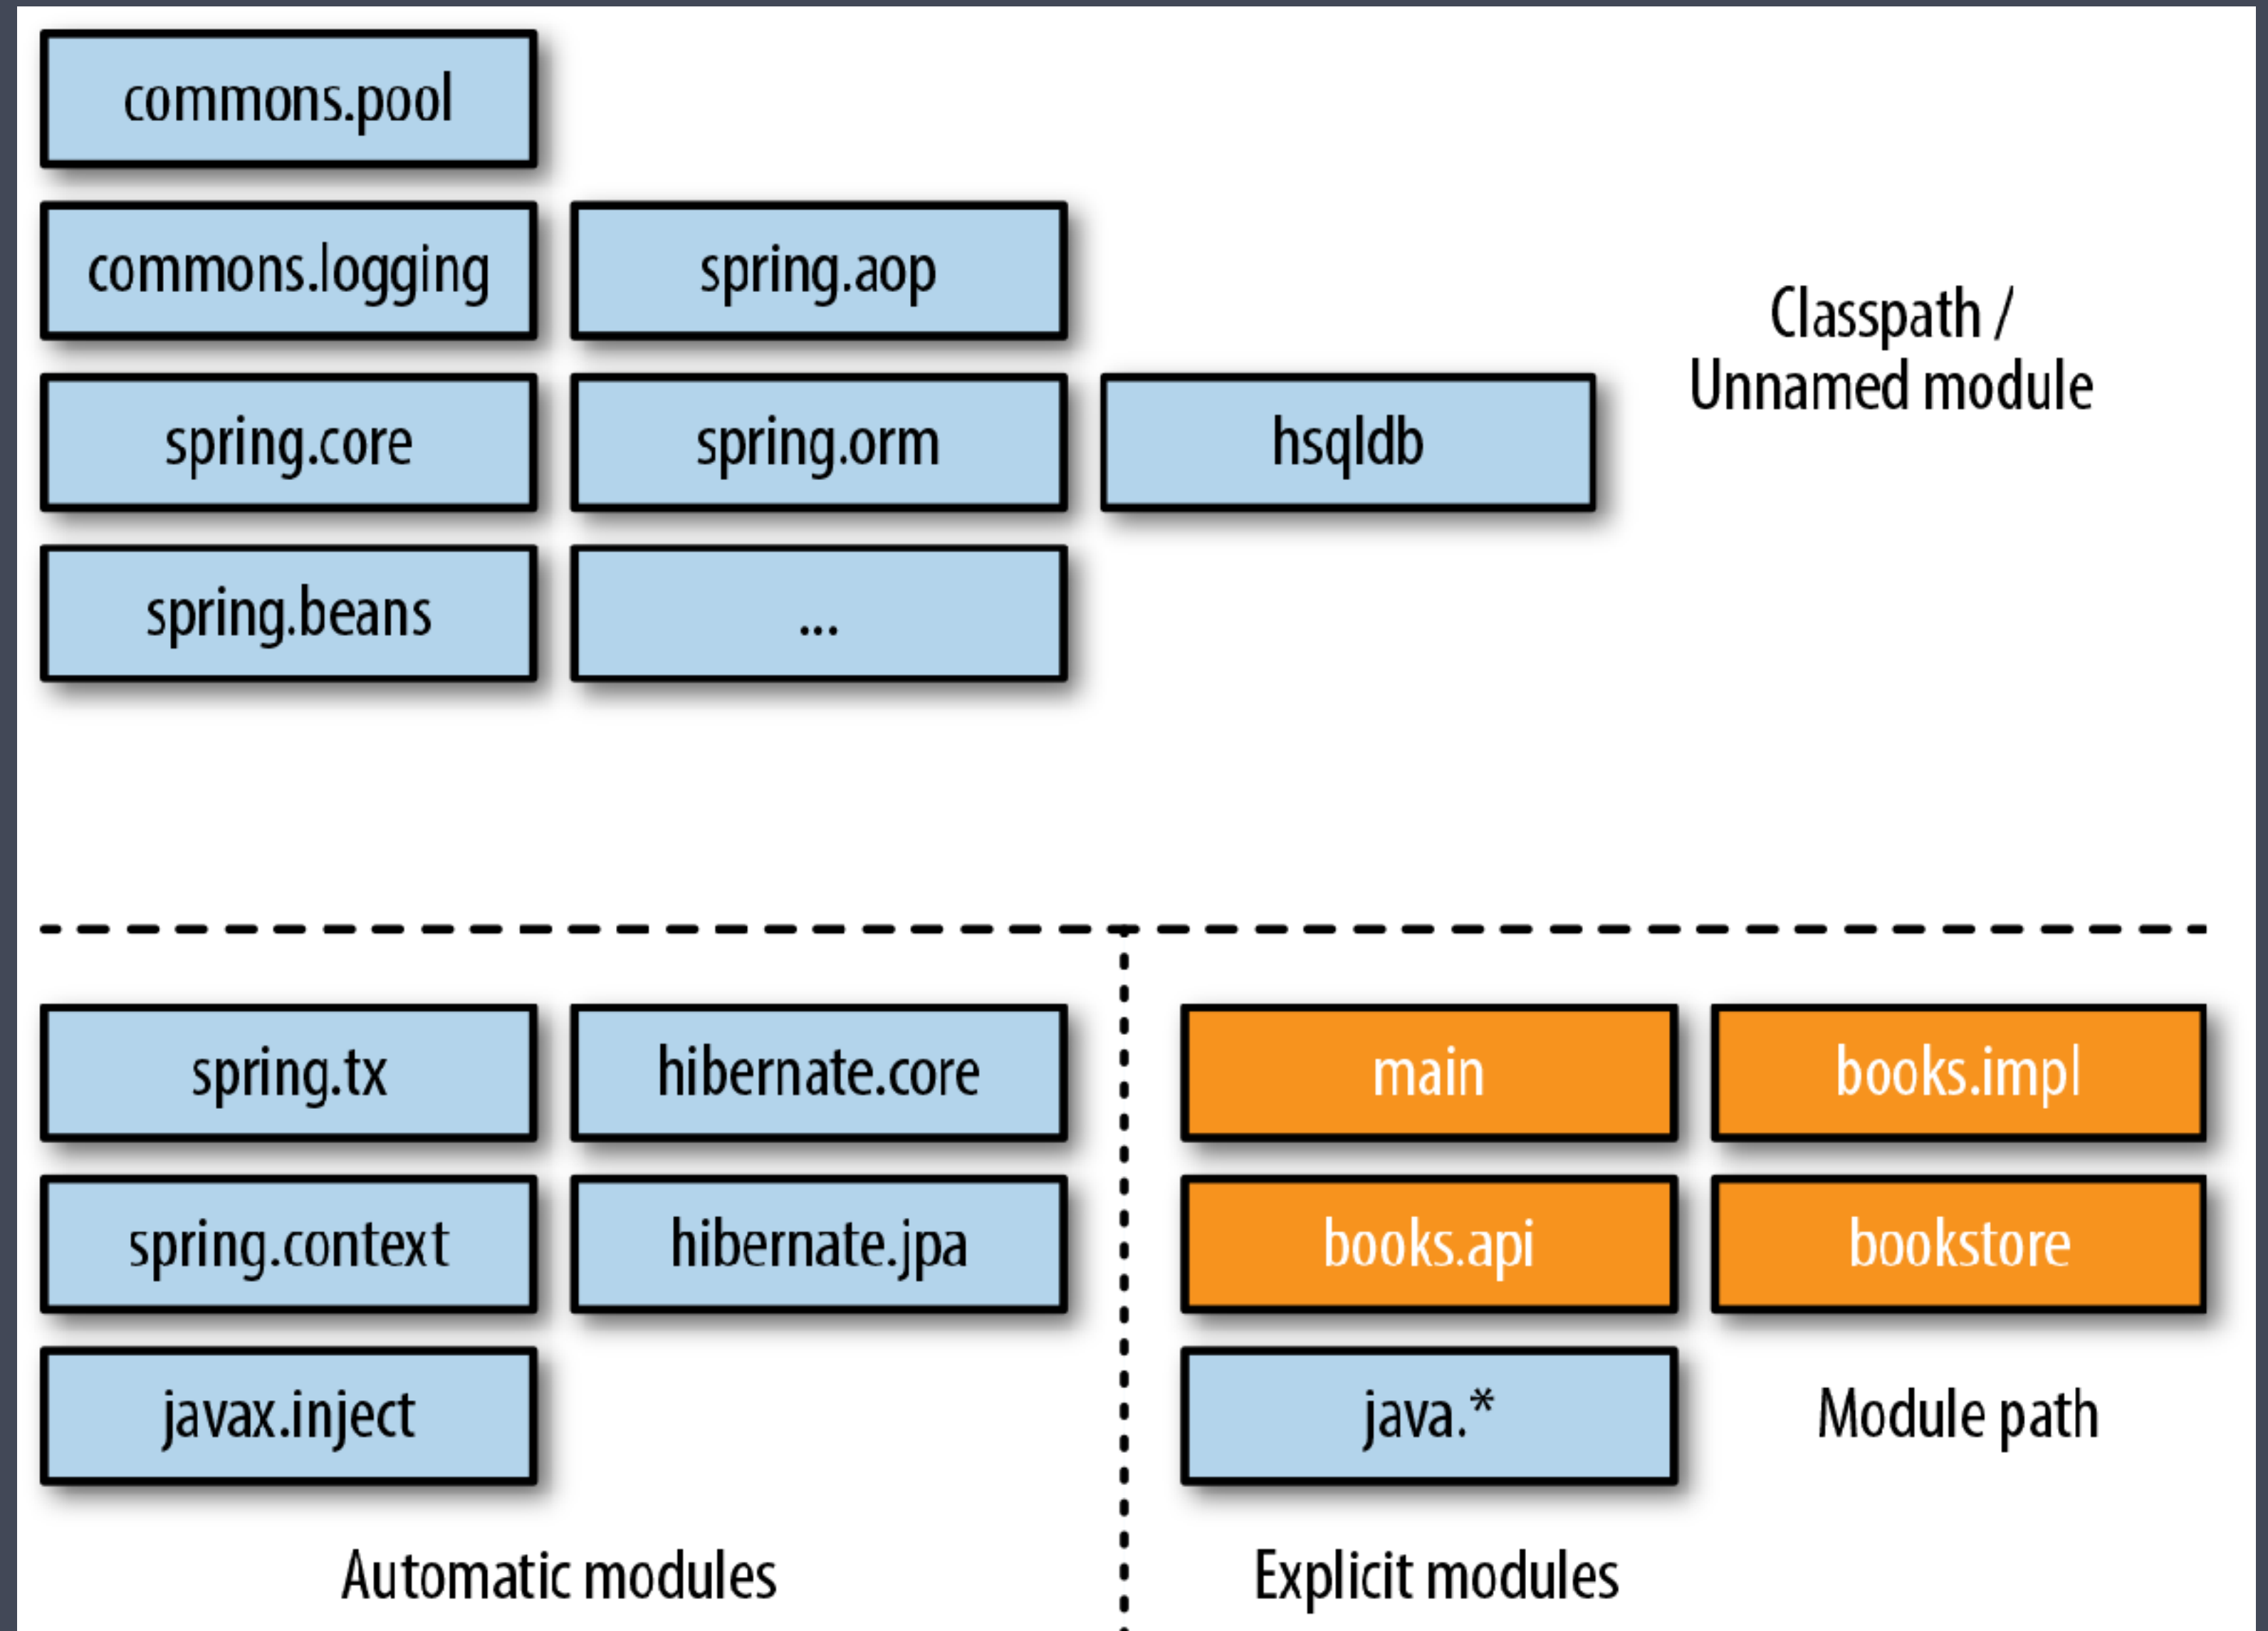 commons.pool
commons.logging
spring.aop
spring.core
spring.orm
hsqldb
spring.beans
...
Classpath /
Unnamed module
spring.tx
hibernate.core
spring.context
hibernate.jpa
javax.inject
Automatic modules
main
books.impl
books.api
bookstore
java.*
Module path
Explicit modules